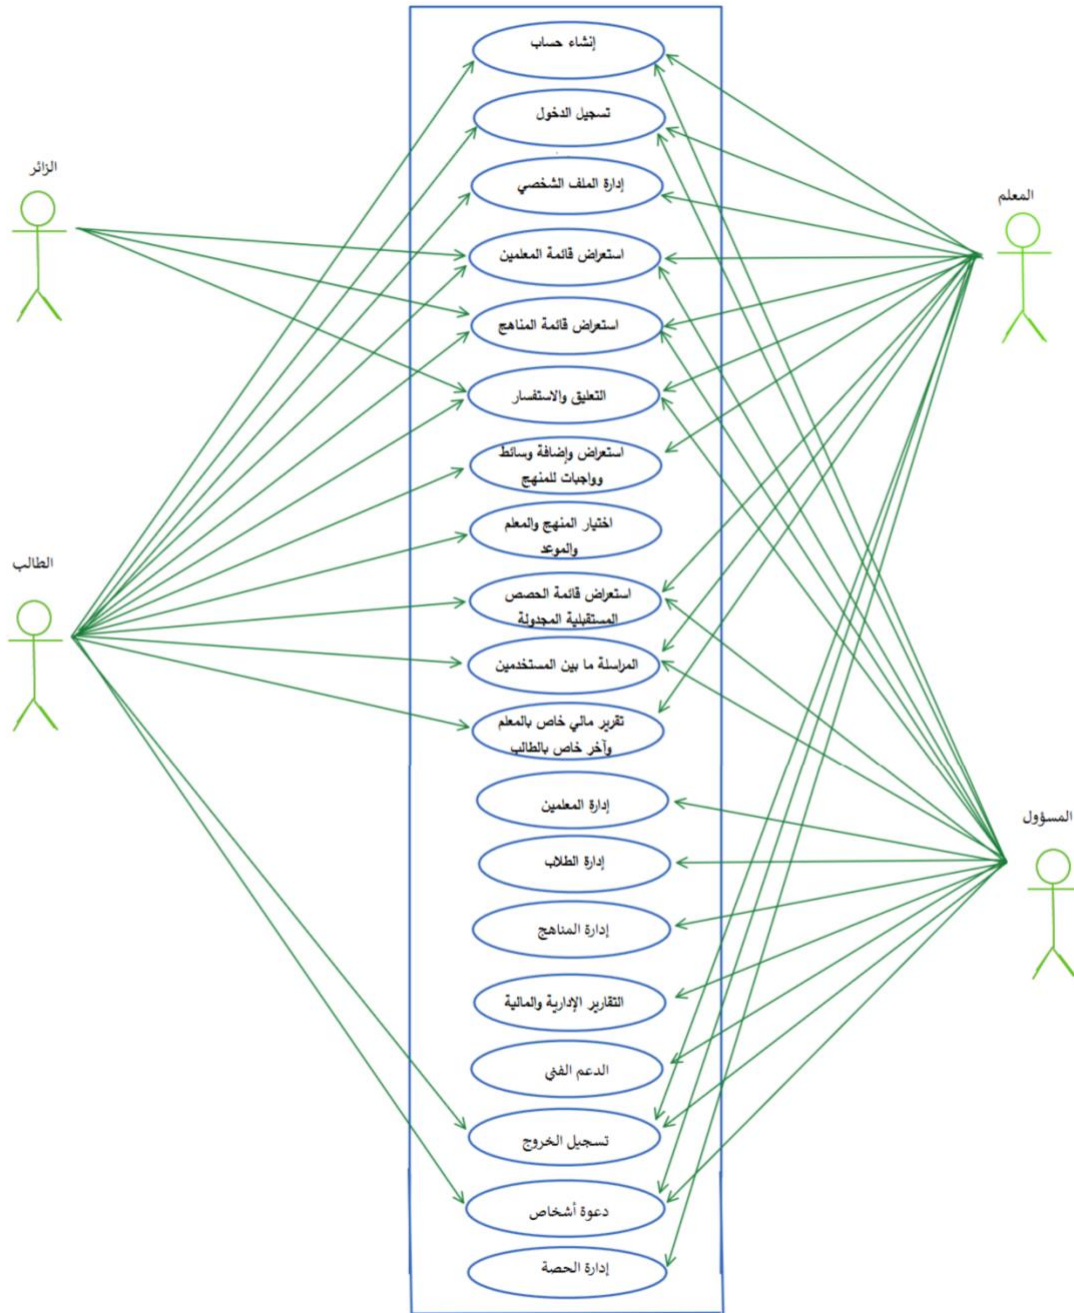 إنشاء حساب
تسجيل الدخول
إدارة الملف الشخصي
استعراض قائمة المعلمين
استعراض قائمة المناهج
التعليق والاستفسار
استعراض وإضافة وسائط
وواجبات للمنهج
اختيار المنهج والمعلم
والموعد
استعراض قائمة الحصص
المستقبلية المجدولة
المراسلة ما بين المستخدمين
تقرير مالي خاص بالمعلم
وآخر خاص بالطالب
إدارة المعلمين
إدارة الطلاب
إدارة المناهج
التقارير الإدارية والمالية
الدعم الفني
تسجيل الخروج
دعوة أشخاص
إدارة الحصة
المعلم
المسؤول
الزائر
الطالب